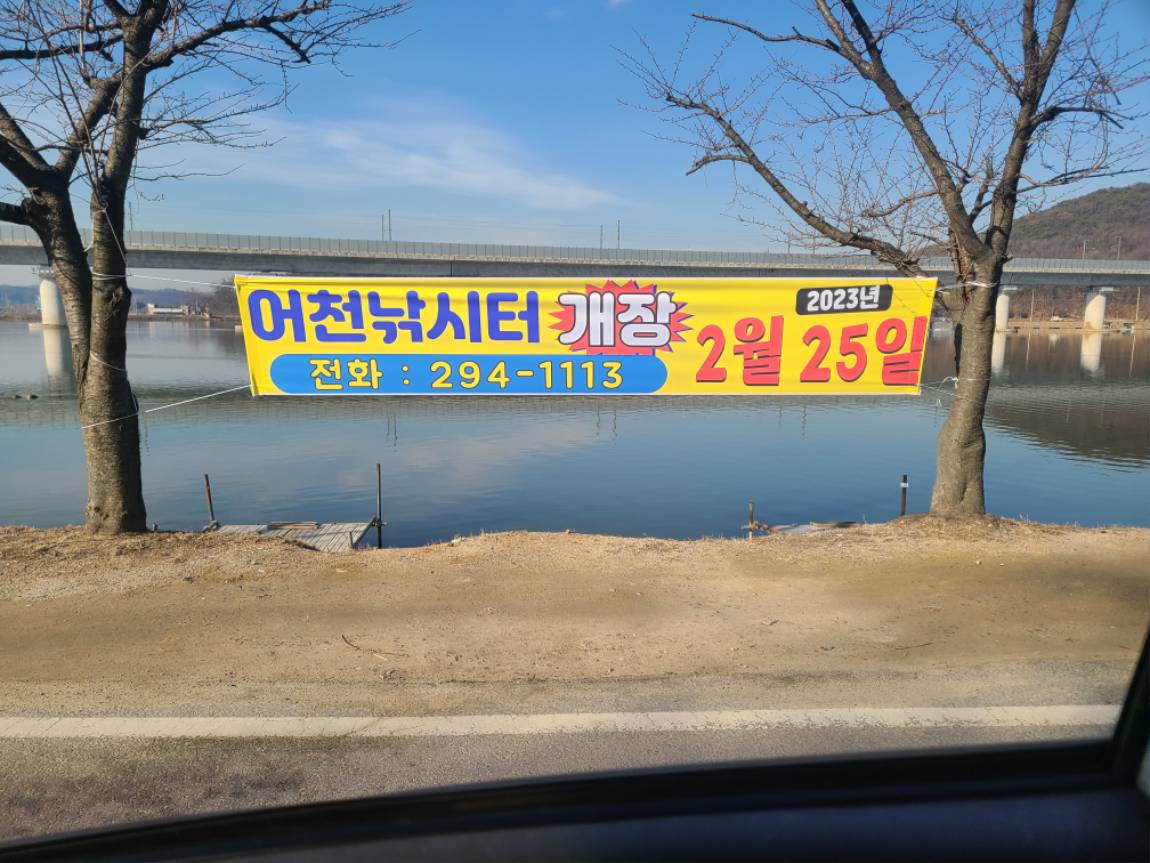 어천낚시터 개장
전화 : 294-1113
2023년
2월 25일